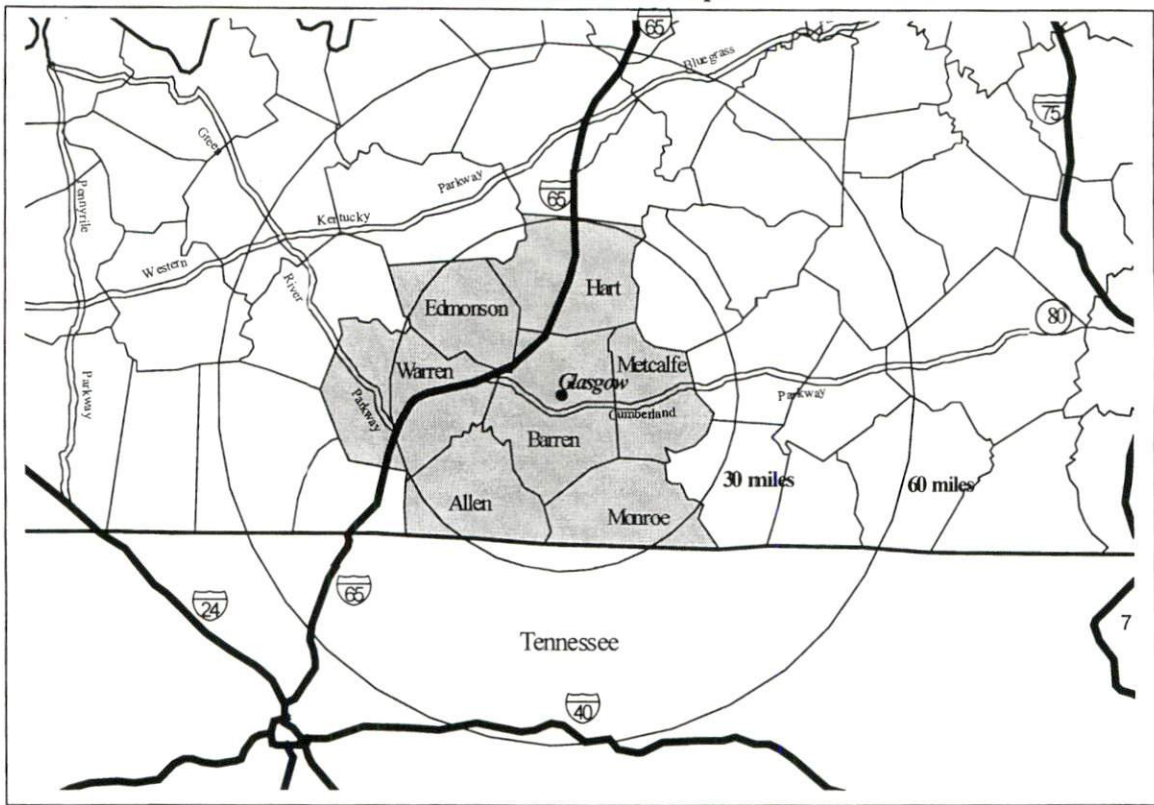 65
Bluegrass
75
Green
Parkway
65
Pennyrile
Kentucky
Western
Hart
River
Edmonson
80
Warren
Metcalfe
Glasgow
Parkway
Parkway
Parkway
Cumberland
Barren
30 miles
60 miles
Allen
Monroe
65
24
7
Tennessee
40